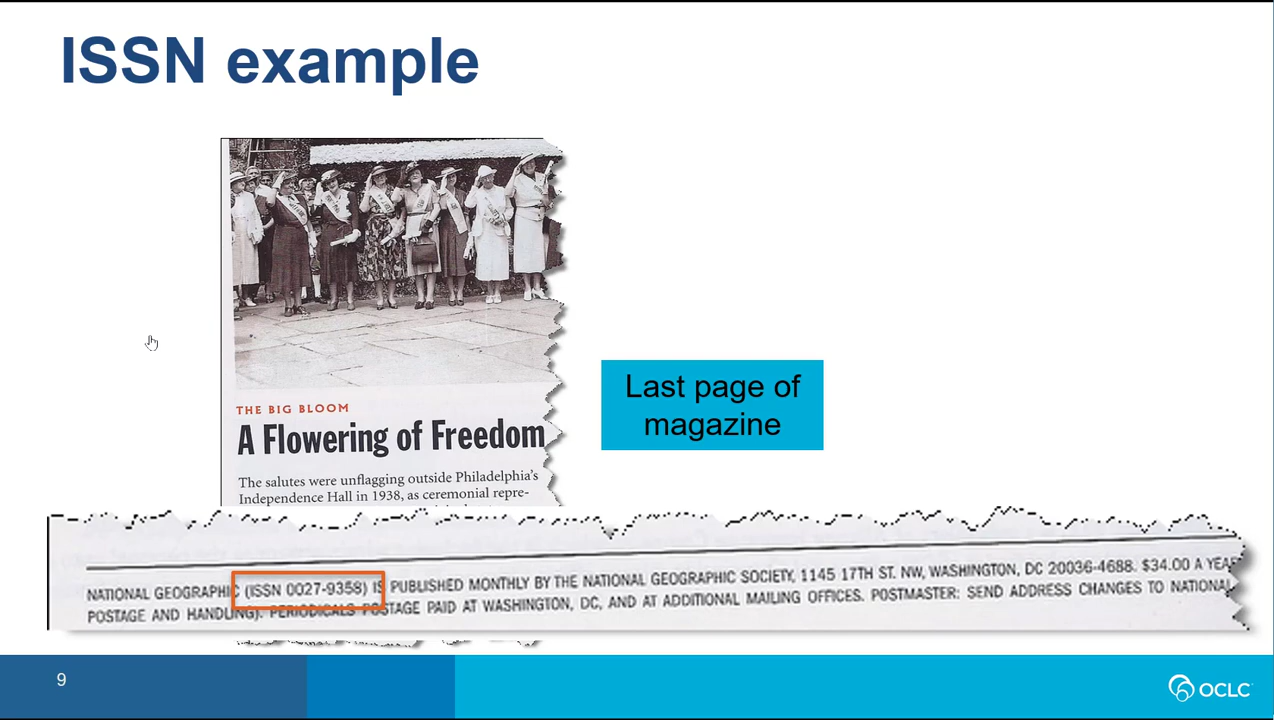 ISSN example
THE BIG BLOOM
A Flowering of Freedom
The salutes were unflagging outside Philadelphia's
Independence Hall in 1938, as ceremonial repre-
Last page of
magazine
NATIONAL GEOGRAPHIC (ISSN 0027-9358) IS PUBLISHED MONTHLY BY THE NATIONAL GEOGRAPHIC SOCIETY, 1145 17TH ST. NW, WASHINGTON, DC 20036-4688. $34.00 A YEAR
POSTAGE AND HANDLING). PERIODICALS POSTAGE PAID AT WASHINGTON, DC, AND AT ADDITIONAL MAILING OFFICES. POSTMASTER: SEND ADDRESS CHANGES TO NATIONAL
9
OCLC